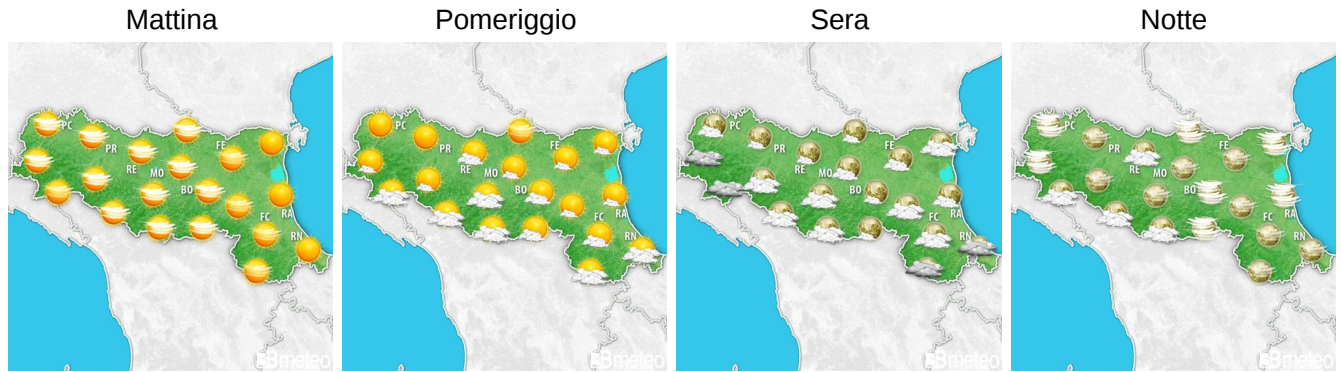 Mattina
Pomeriggio
Sera
Notte
PC
PR
RE
MO
BO
FE
FC
RA
RN
3Bmeteo
PC
PR
RE
MO
BO
FE
FC
RA
RN
3Bmeteo
PC
PR
RE
MO
BO
FE
FC
RA
RN
3Bmeteo
PC
PR
RE
MO
BO
FE
FC
RA
RN
3Bmeteo